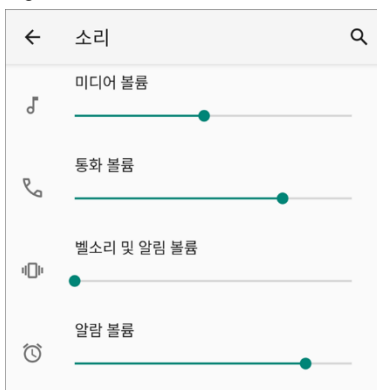 소리
미디어 볼륨
통화 볼륨
벨소리 및 알림 볼륨
알람 볼륨